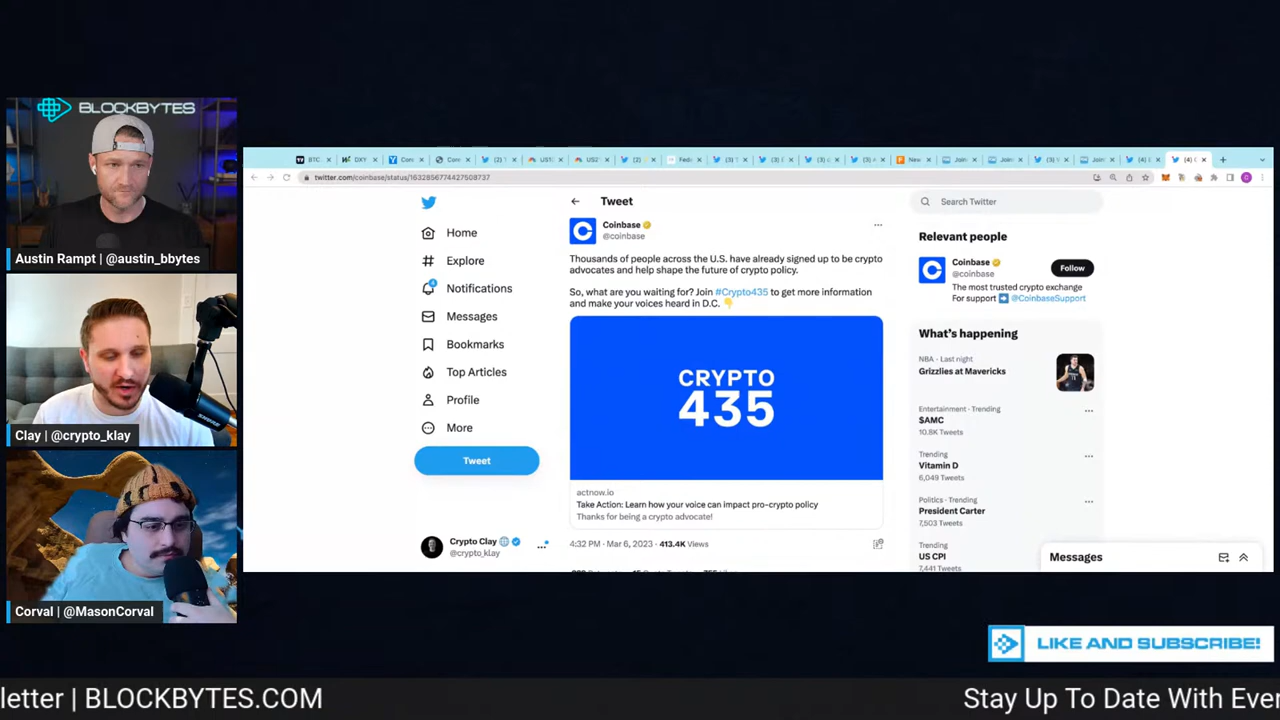 BLOCKBYTES
Austin Rampt | @austin_bbytes
Clay | @crypto_klay
Corval | @MasonCorval
BTC
DXY
New
twitter.com/coinbase/status/1632856774427508737
Home
Explore
Notifications
Messages
Bookmarks
Top Articles
Profile
More
Tweet
Crypto Clay
@crypto_klay
Tweet
Coinbase
@coinbase
Thousands of people across the U.S. have already signed up to be crypto
advocates and help shape the future of crypto policy.
So, what are you waiting for? Join #Crypto435 to get more information
and make your voices heard in D.C. 👇
CRYPTO
435
actnow.io
Take Action: Learn how your voice can impact pro-crypto policy
Thanks for being a crypto advocate!
4:32 PM · Mar 6, 2023 · 413.4K Views
Search Twitter
Relevant people
Coinbase
@coinbase
Follow
The most trusted crypto exchange
For support ➡️ @CoinbaseSupport
What's happening
NBA · Last night
Grizzlies at Mavericks
Entertainment · Trending
$AMC
10.8K Tweets
Trending
Vitamin D
6,049 Tweets
Politics · Trending
President Carter
7,503 Tweets
Trending
US CPI
7,441 Tweets
Messages
LIKE AND SUBSCRIBE!
letter | BLOCKBYTES.COM
Stay Up To Date With Ever